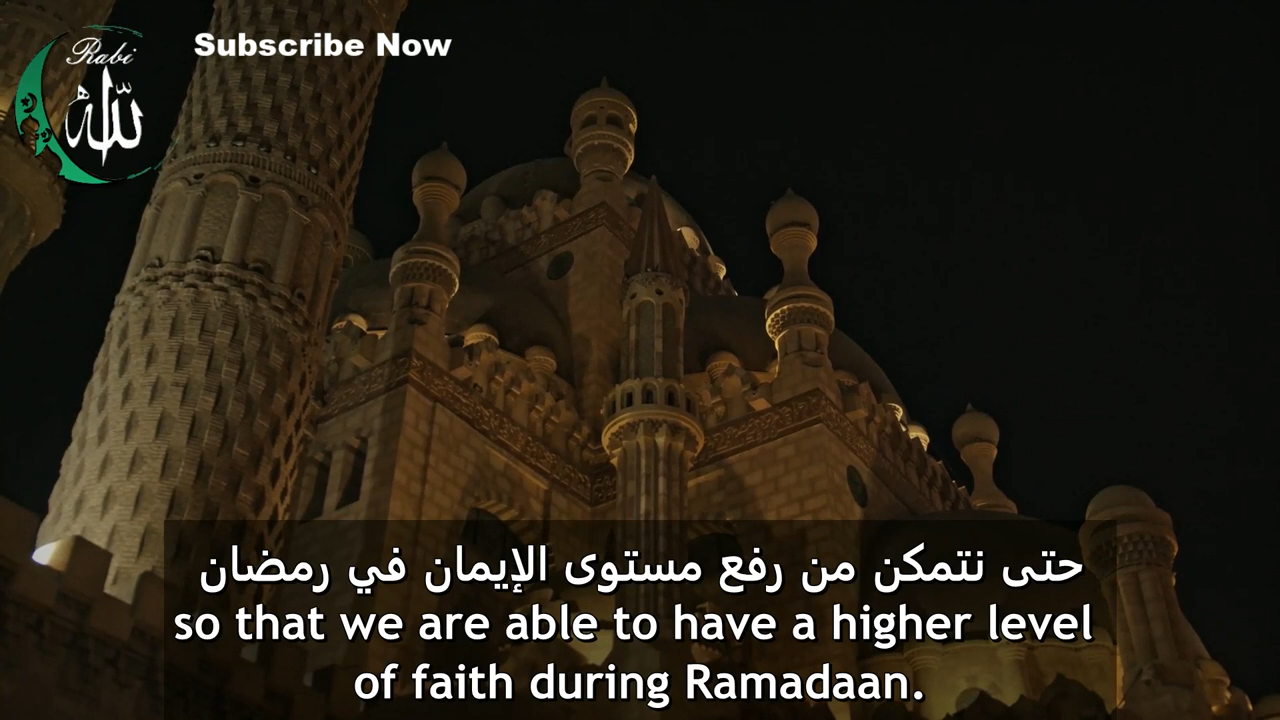 Rabi
الله
Subscribe Now
حتى نتمكن من رفع مستوى الإيمان في رمضان
so that we are able to have a higher level
of faith during Ramadaan.